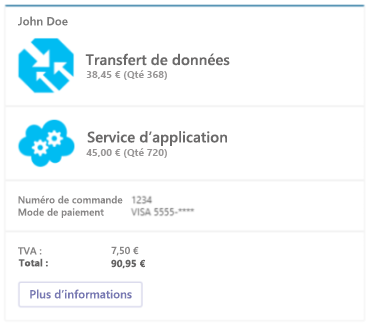 John Doe
Transfert de données
38,45 € (Qté 368)
Service d’application
45,00 € (Qté 720)
Numéro de commande 1234
Mode de paiement VISA 5555-****
TVA : 7,50 €
Total : 90,95 €
Plus d’informations